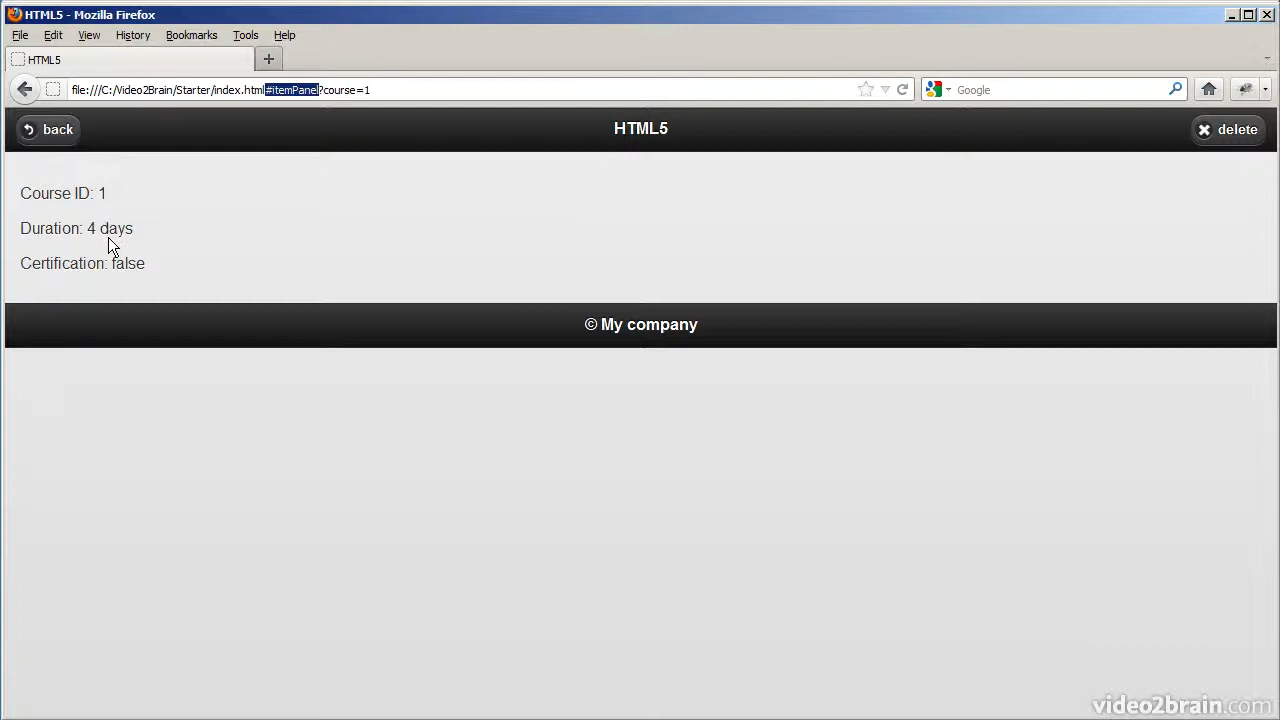 HTML5 - Mozilla Firefox
File Edit View History Bookmarks Tools Help
HTML5
file:///C:/Video2Brain/Starter/index.html#itemPanel?course=1
Google
back
HTML5
delete
Course ID: 1
Duration: 4 days
Certification: false
© My company
video2brain.com